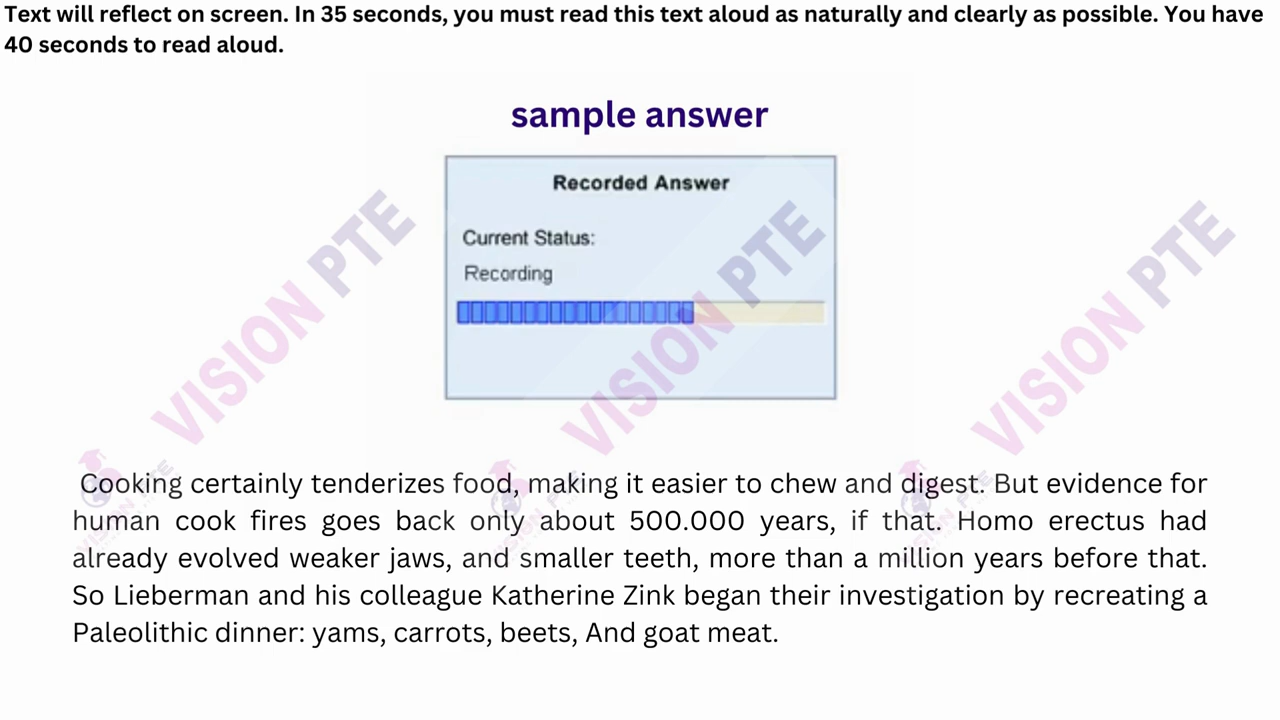 Text will reflect on screen. In 35 seconds, you must read this text aloud as naturally and clearly as possible. You have
40 seconds to read aloud.
sample answer
Recorded Answer
Current Status:
Recording
VISION PTE
VISION PTE
VISION PTE
Cooking certainly tenderizes food, making it easier to chew and digest. But evidence for
human cook fires goes back only about 500.000 years, if that. Homo erectus had
already evolved weaker jaws, and smaller teeth, more than a million years before that.
So Lieberman and his colleague Katherine Zink began their investigation by recreating a
Paleolithic dinner: yams, carrots, beets, And goat meat.